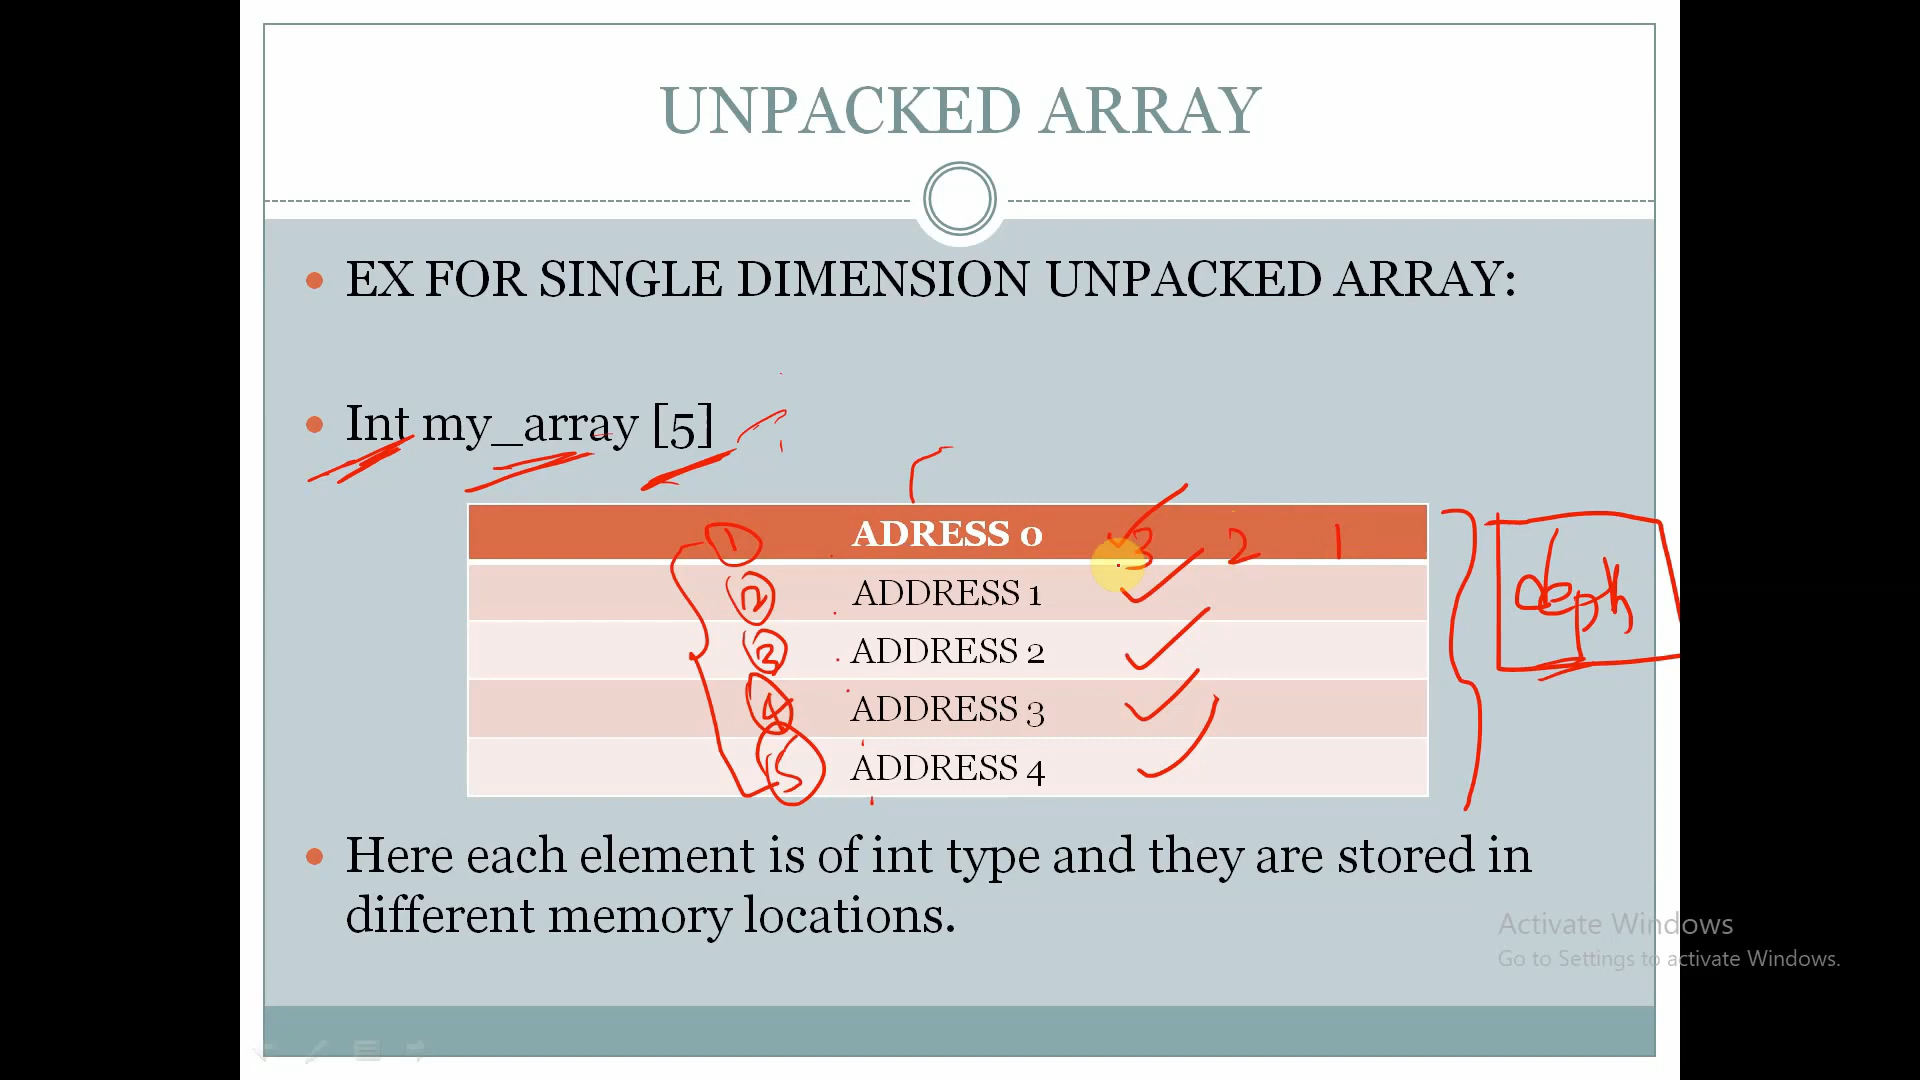 UNPACKED ARRAY
EX FOR SINGLE DIMENSION UNPACKED ARRAY:
Int my_array [5]
1 ADRESS 0 3 2 1
2 ADDRESS 1
3 ADDRESS 2
4 ADDRESS 3
5 ADDRESS 4
Here each element is of int type and they are stored in
different memory locations.
Activate Windows
Go to Settings to activate Windows.